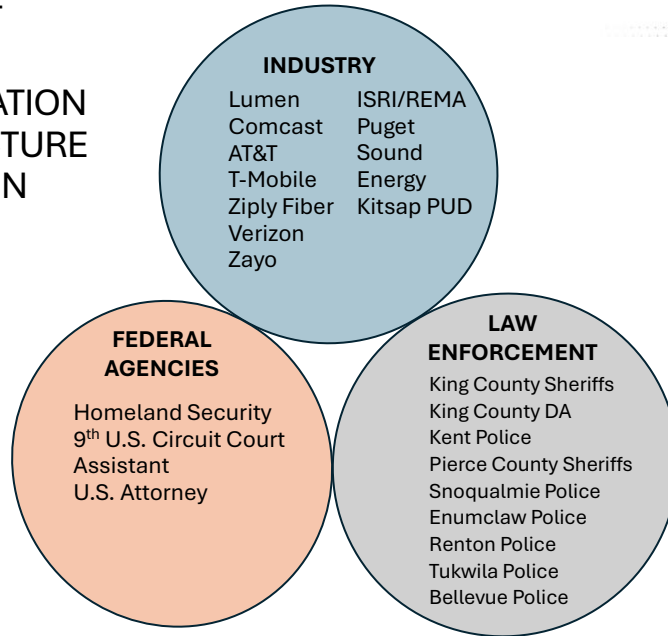 ATION
TURE
N
INDUSTRY
Lumen
Comcast
AT&T
T-Mobile
Ziply Fiber
Verizon
Zayo
ISRI/REMA
Puget
Sound
Energy
Kitsap PUD
FEDERAL
AGENCIES
Homeland Security
9th U.S. Circuit Court
Assistant
U.S. Attorney
LAW
ENFORCEMENT
King County Sheriffs
King County DA
Kent Police
Pierce County Sheriffs
Snoqualmie Police
Enumclaw Police
Renton Police
Tukwila Police
Bellevue Police